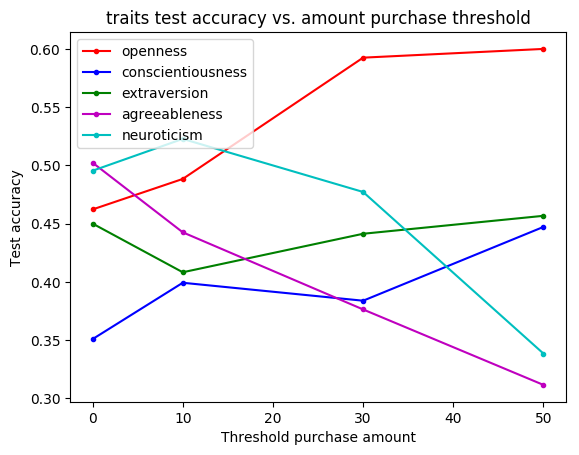 traits test accuracy vs. amount purchase threshold
openness
conscientiousness
extraversion
agreeableness
neuroticism
0.60
0.55
0.50
0.45
0.40
0.35
0.30
Test accuracy
0 10 20 30 40 50
Threshold purchase amount